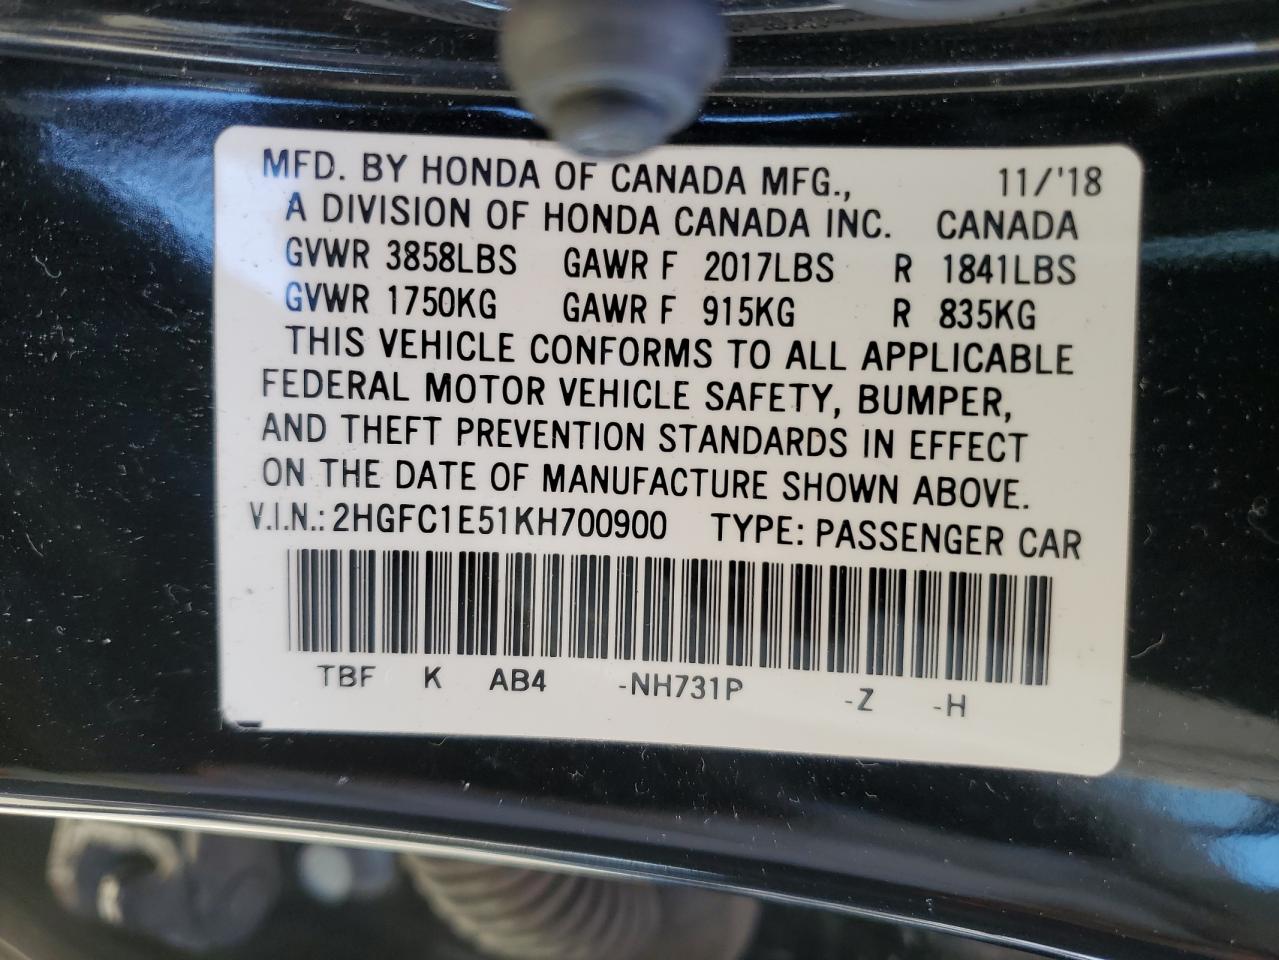 MFD. BY HONDA OF CANADA MFG., 11/'18
A DIVISION OF HONDA CANADA INC. CANADA
GVWR 3858LBS GAWR F 2017LBS R 1841LBS
GVWR 1750KG GAWR F 915KG R 835KG
THIS VEHICLE CONFORMS TO ALL APPLICABLE
FEDERAL MOTOR VEHICLE SAFETY, BUMPER,
AND THEFT PREVENTION STANDARDS IN EFFECT
ON THE DATE OF MANUFACTURE SHOWN ABOVE.
V.I.N.: 2HGFC1E51KH700900 TYPE: PASSENGER CAR
TBF K AB4 -NH731P -Z -H